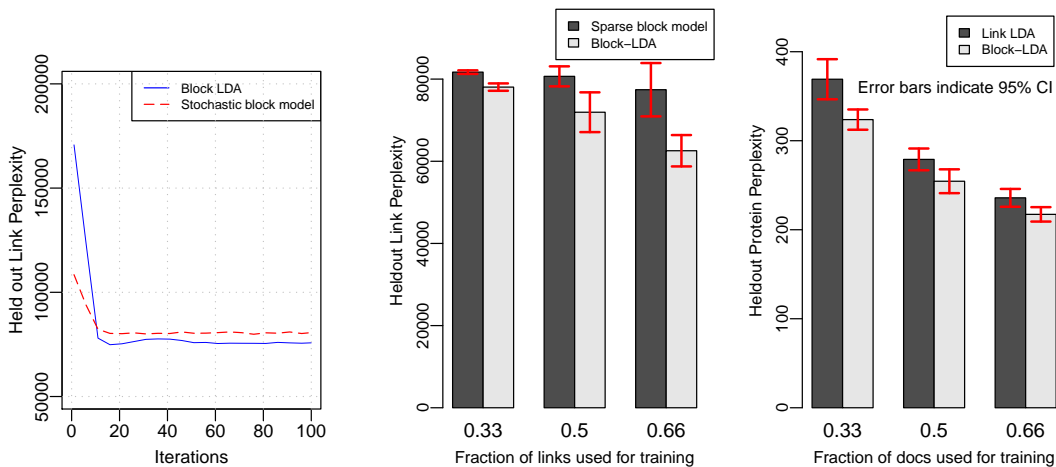 Held out Link Perplexity
200000
150000
100000
50000
Block LDA
Stochastic block model
0 20 40 60 80 100
Iterations
Heldout Link Perplexity
80000
60000
40000
20000
0
Sparse block model
Block−LDA
0.33 0.5 0.66
Fraction of links used for training
Heldout Protein Perplexity
400
300
200
100
0
Link LDA
Block−LDA
Error bars indicate 95% CI
0.33 0.5 0.66
Fraction of docs used for training